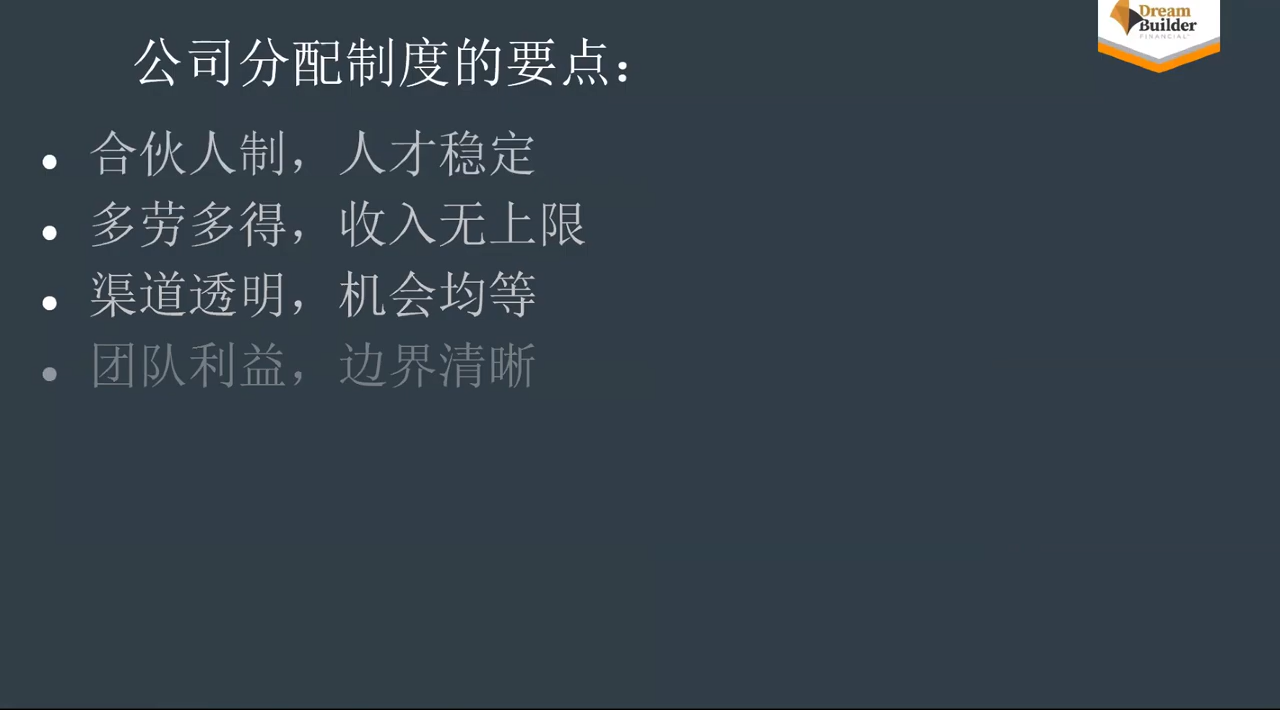 Dream
Builder
FINANCIAL
公司分配制度的要点：
合伙人制，人才稳定
多劳多得，收入无上限
渠道透明，机会均等
团队利益，边界清晰